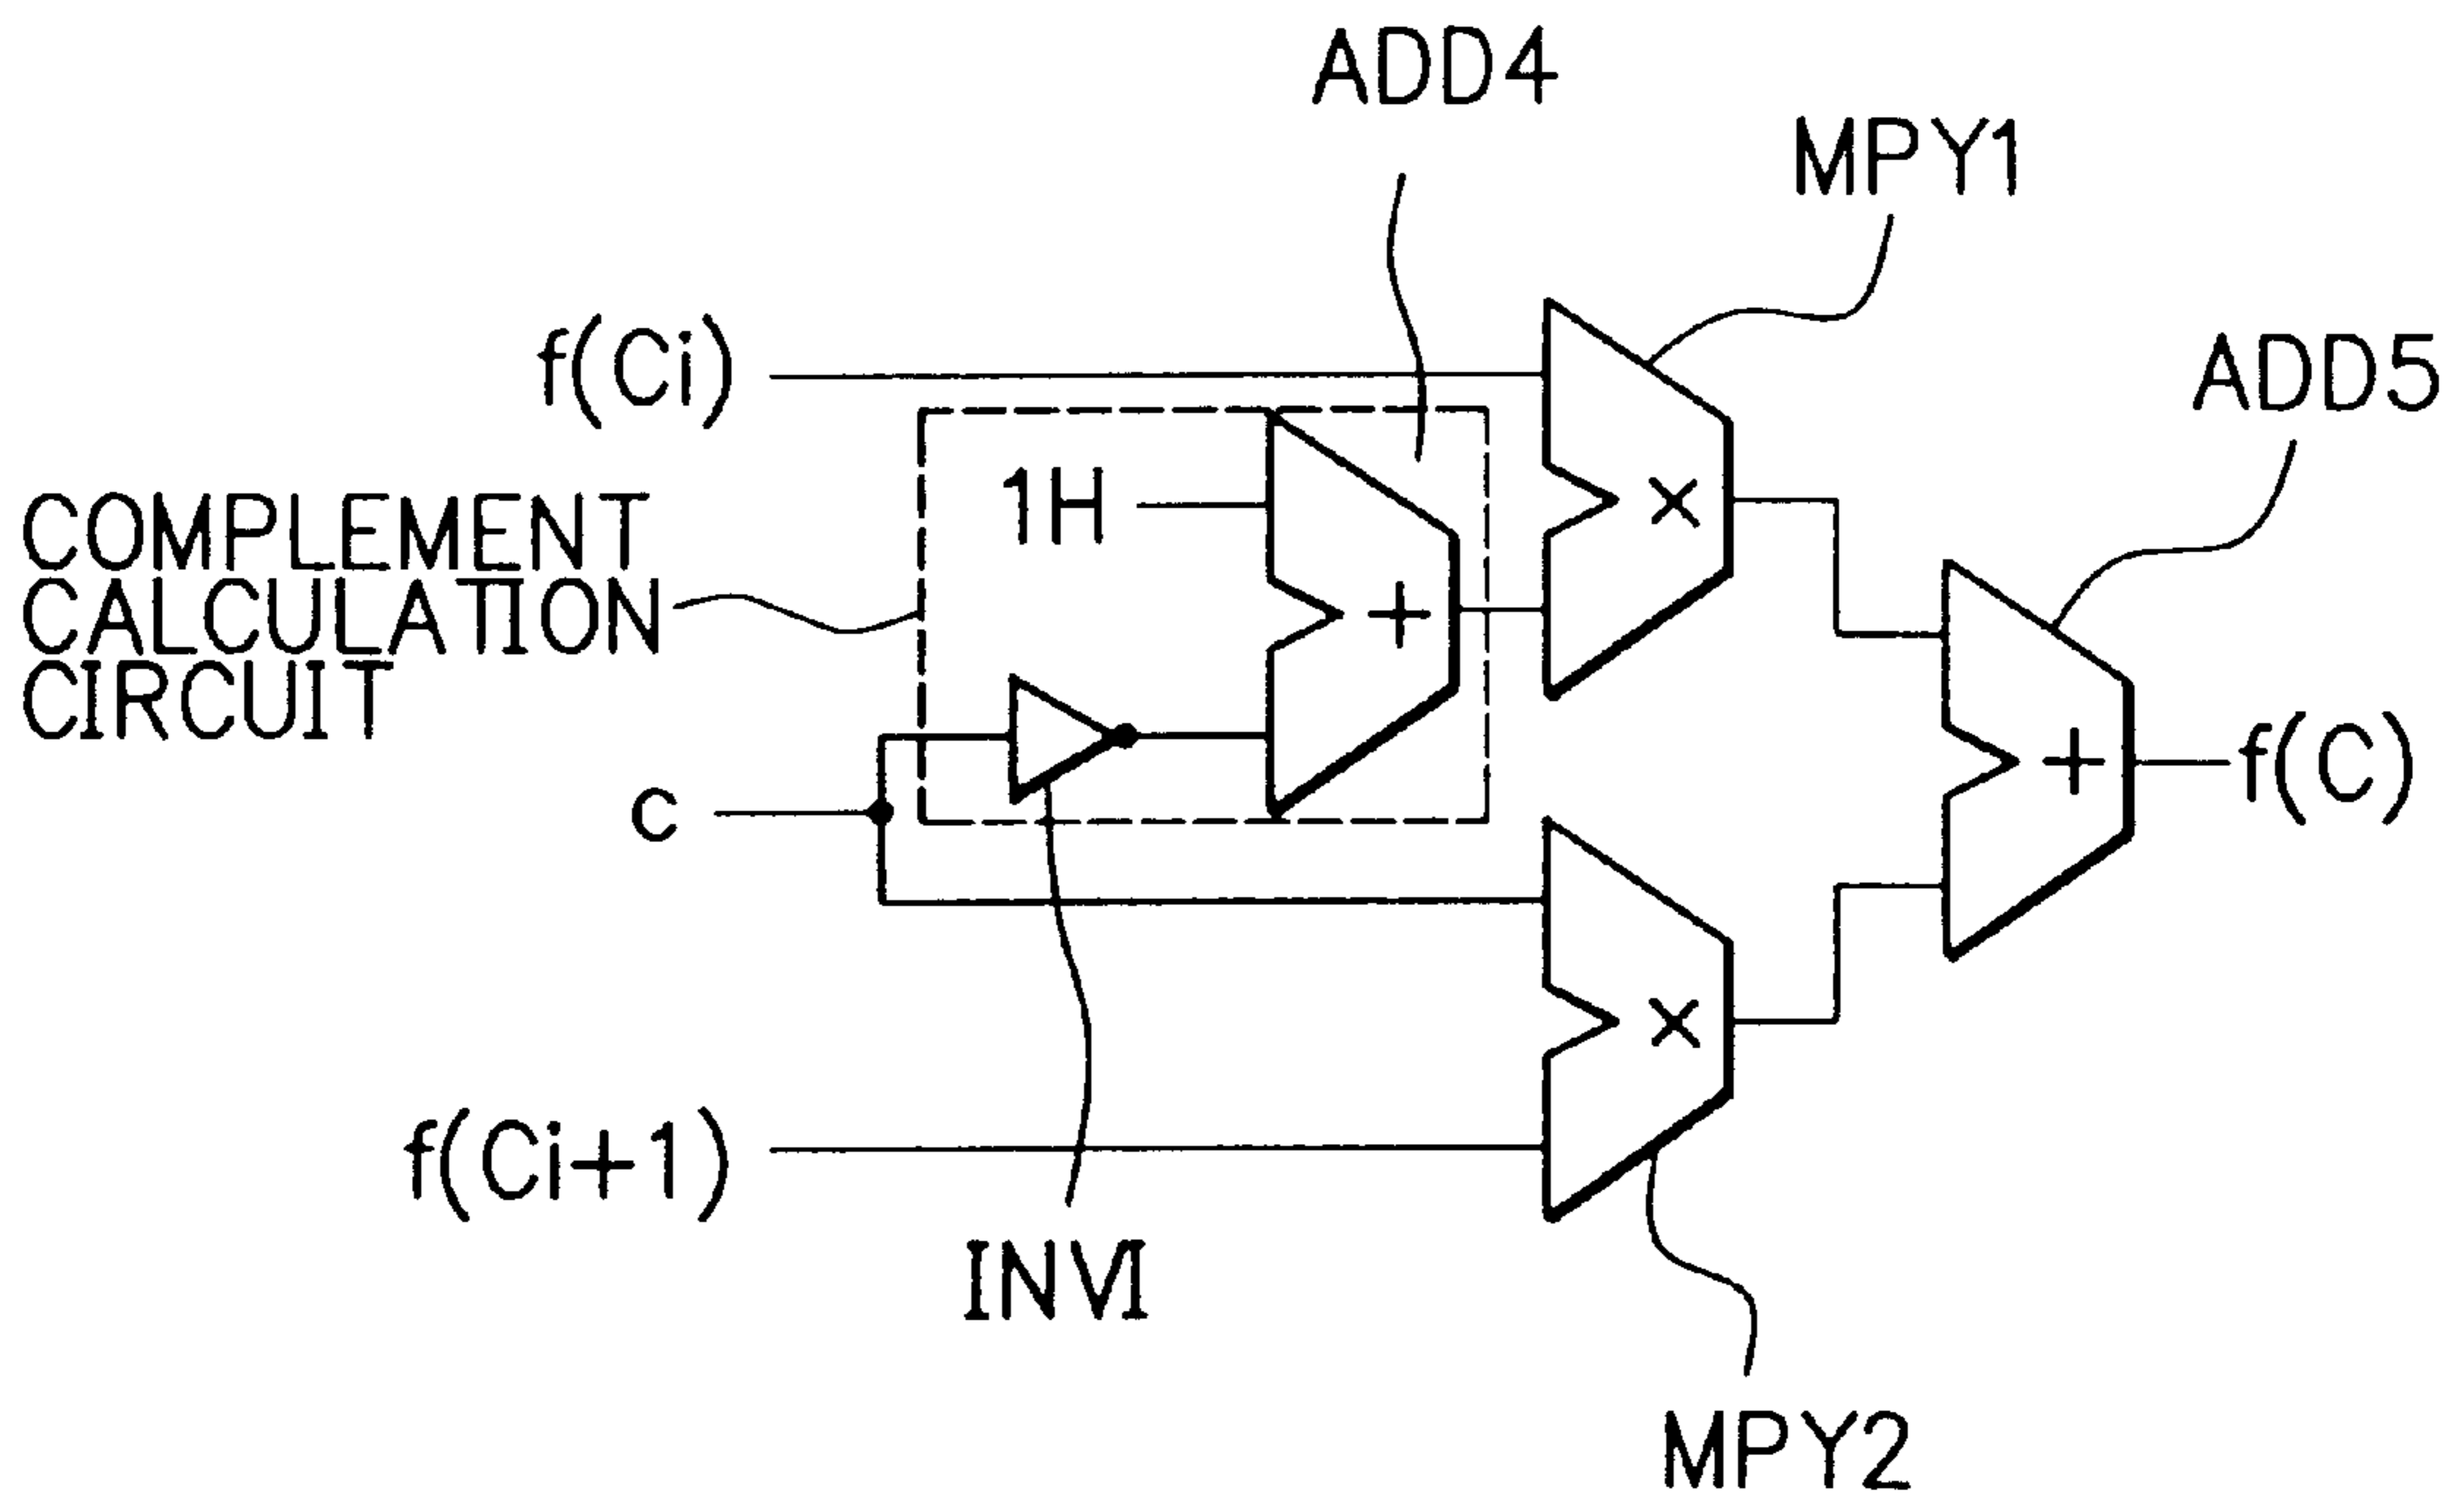 ADD4
MPY1
ADD5
f(Ci)
1H
×
COMPLEMENT
CALCULATION
CIRCUIT
+
c
+
f(C)
×
f(Ci+1)
INVI
MPY2